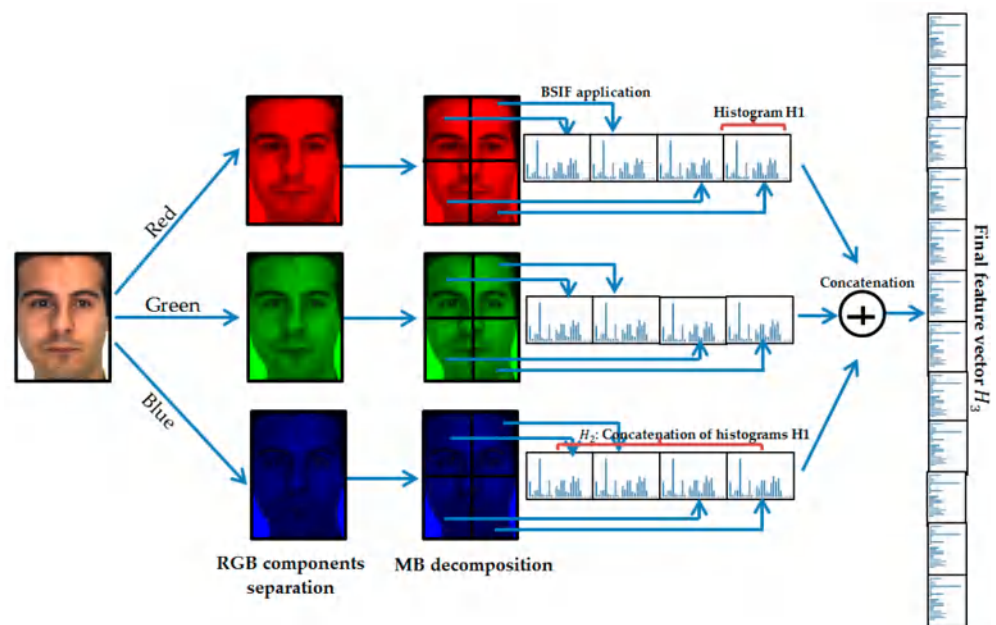 BSIF application
Histogram H1
Red
Green
Blue
Concatenation
H₂: Concatenation of histograms H1
RGB components
separation
MB decomposition
Final feature vector H₃